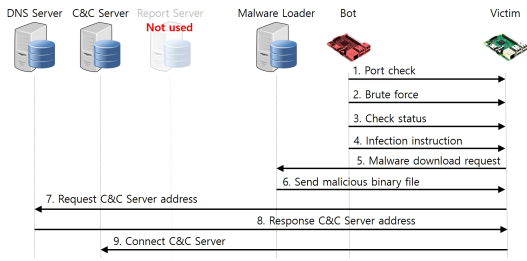 DNS Server C&C Server Report Server Malware Loader Bot Victim
Not used
1. Port check
2. Brute force
3. Check status
4. Infection instruction
5. Malware download request
6. Send malicious binary file
7. Request C&C Server address
8. Response C&C Server address
9. Connect C&C Server